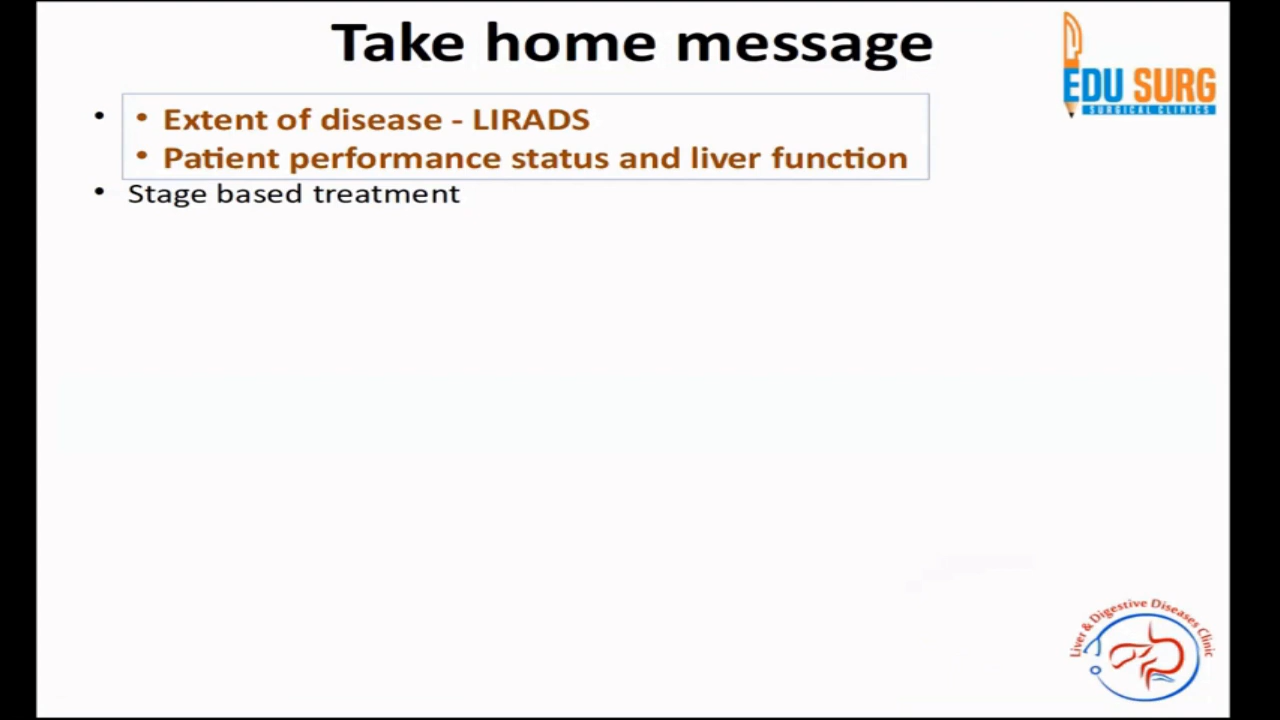 Take home message
EDU SURG
SURGICAL CLINICS
• • Extent of disease - LIRADS
• Patient performance status and liver function
• Stage based treatment
Liver & Digestive Diseases Clinic